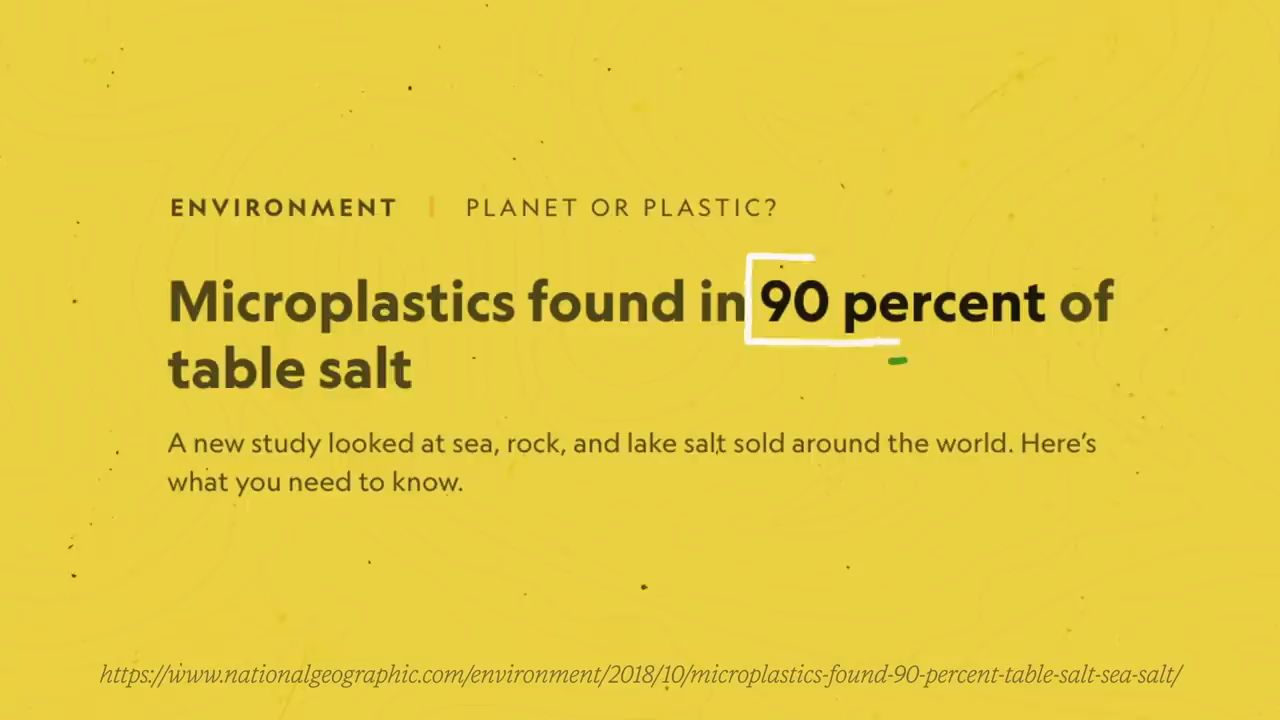 ENVIRONMENT | PLANET OR PLASTIC?
Microplastics found in 90 percent of
table salt
A new study looked at sea, rock, and lake salt sold around the world. Here’s
what you need to know.
https://www.nationalgeographic.com/environment/2018/10/microplastics-found-90-percent-table-salt-sea-salt/